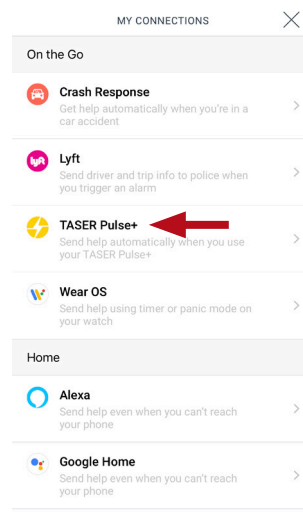 MY CONNECTIONS
On the Go
Crash Response
Get help automatically when you're in a
car accident
lyft
Lyft
Send driver and trip info to police when
you trigger an alarm
TASER Pulse+
Send help automatically when you use
your TASER Pulse+
Wear OS
Send help using timer or panic mode on
your watch
Home
Alexa
Send help even when you can't reach
your phone
Google Home
Send help even when you can't reach
your phone